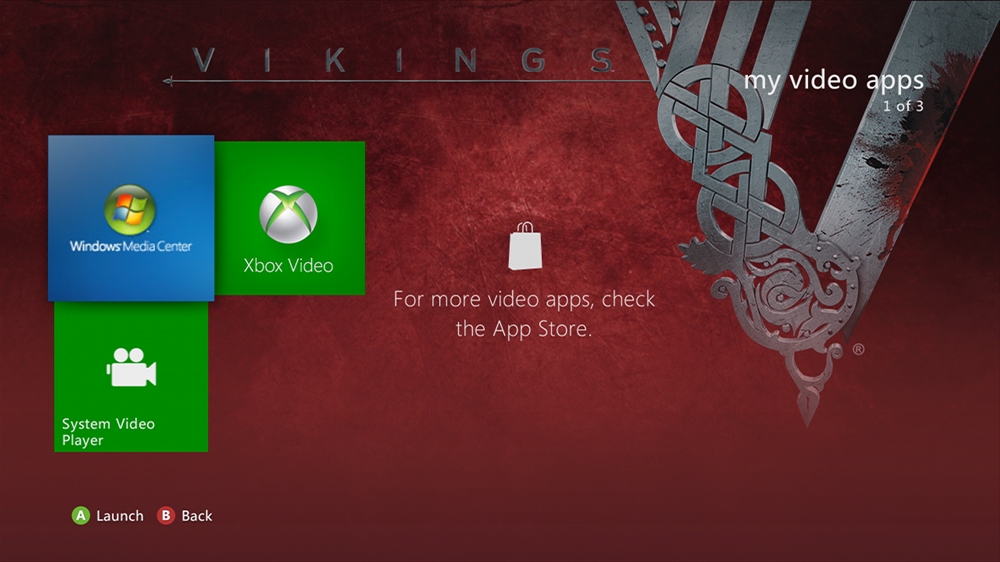 VIKINGS
my video apps
1 of 3
Windows Media Center
Xbox Video
For more video apps, check
the App Store.
®
System Video
Player
A Launch B Back